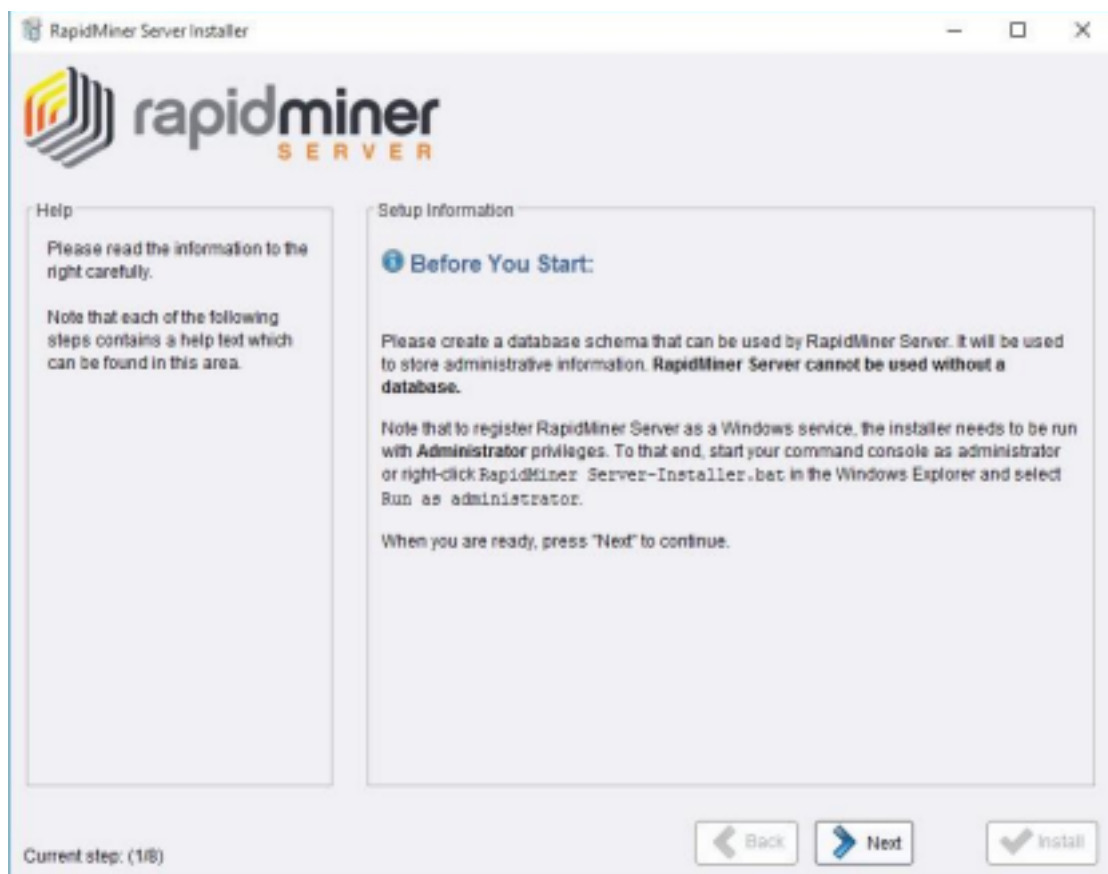 RapidMiner Server Installer
rapidminer
SERVER
Help
Please read the information to the
right carefully.
Note that each of the following
steps contains a help text which
can be found in this area.
Setup Information
Before You Start:
Please create a database schema that can be used by RapidMiner Server. It will be used
to store administrative information. RapidMiner Server cannot be used without a
database.
Note that to register RapidMiner Server as a Windows service, the installer needs to be run
with Administrator privileges. To that end, start your command console as administrator
or right-click RapidMiner Server-Installer.bat in the Windows Explorer and select
Run as administrator.
When you are ready, press "Next" to continue.
Current step: (1/8)
Back
Next
Install